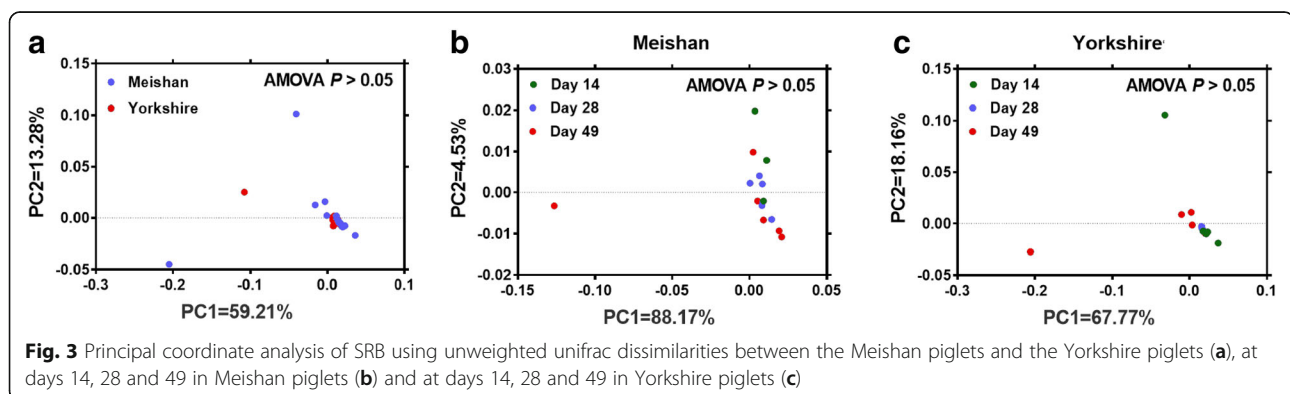 a
Meishan
Yorkshire
AMOVA P > 0.05
PC2=13.28%
0.15
0.10
0.05
0.00
-0.05
-0.3
-0.2
-0.1
0.0
0.1
PC1=59.21%
b
Meishan
Day 14
Day 28
Day 49
AMOVA P > 0.05
PC2=4.53%
0.03
0.02
0.01
0.00
-0.01
-0.02
-0.15
-0.10
-0.05
0.00
0.05
PC1=88.17%
c
Yorkshire
Day 14
Day 28
Day 49
AMOVA P > 0.05
PC2=18.16%
0.15
0.10
0.05
0.00
-0.05
-0.3
-0.2
-0.1
0.0
0.1
PC1=67.77%
Fig. 3 Principal coordinate analysis of SRB using unweighted unifrac dissimilarities between the Meishan piglets and the Yorkshire piglets (a), at
days 14, 28 and 49 in Meishan piglets (b) and at days 14, 28 and 49 in Yorkshire piglets (c)